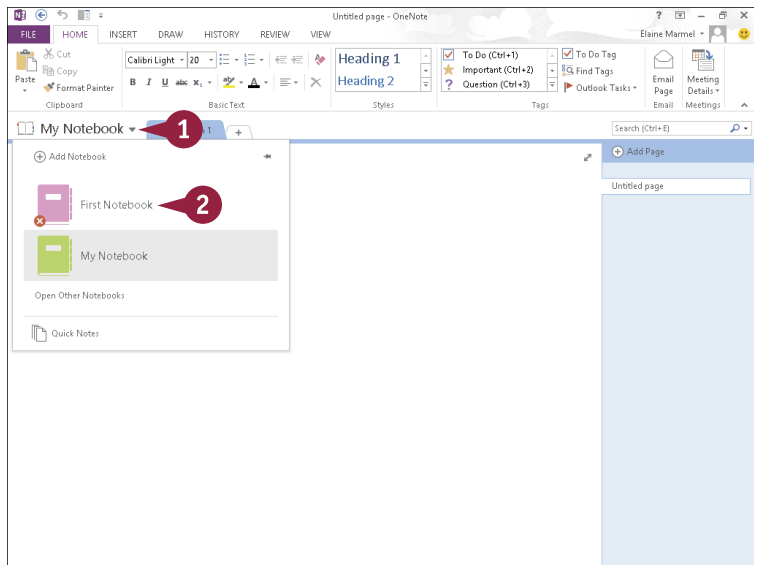 Untitled page - OneNote
FILE HOME INSERT DRAW HISTORY REVIEW VIEW
Elaine Marmel
Paste
Cut
Copy
Format Painter
Clipboard
Calibri Light 20
B I U abc x₂ A
Basic Text
Heading 1
Heading 2
Styles
To Do (Ctrl+1)
Important (Ctrl+2)
Question (Ctrl+3)
To Do Tag
Find Tags
Outlook Tasks
Tags
Email
Page
Email
Meeting
Details
Meetings
My Notebook
1
1
Search (Ctrl+E)
Add Notebook
Add Page
Untitled page
First Notebook
2
My Notebook
Open Other Notebooks
Quick Notes